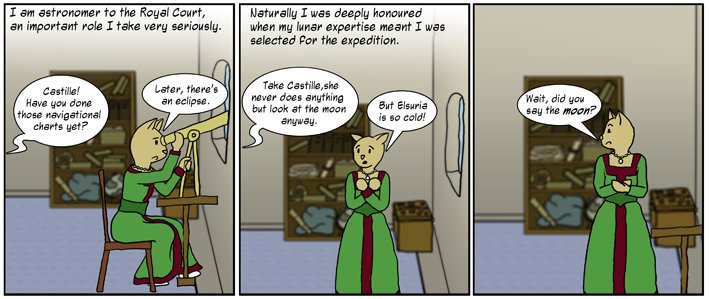 I am astronomer to the Royal Court,
an important role I take very seriously.
Castille!
Have you done
those navigational
charts yet?
Later, there's
an eclipse.
Naturally I was deeply honoured
when my lunar expertise meant I was
selected for the expedition.
Take Castille,she
never does anything
but look at the moon
anyway.
But Elsuria
is so cold!
Wait, did you
say the moon?